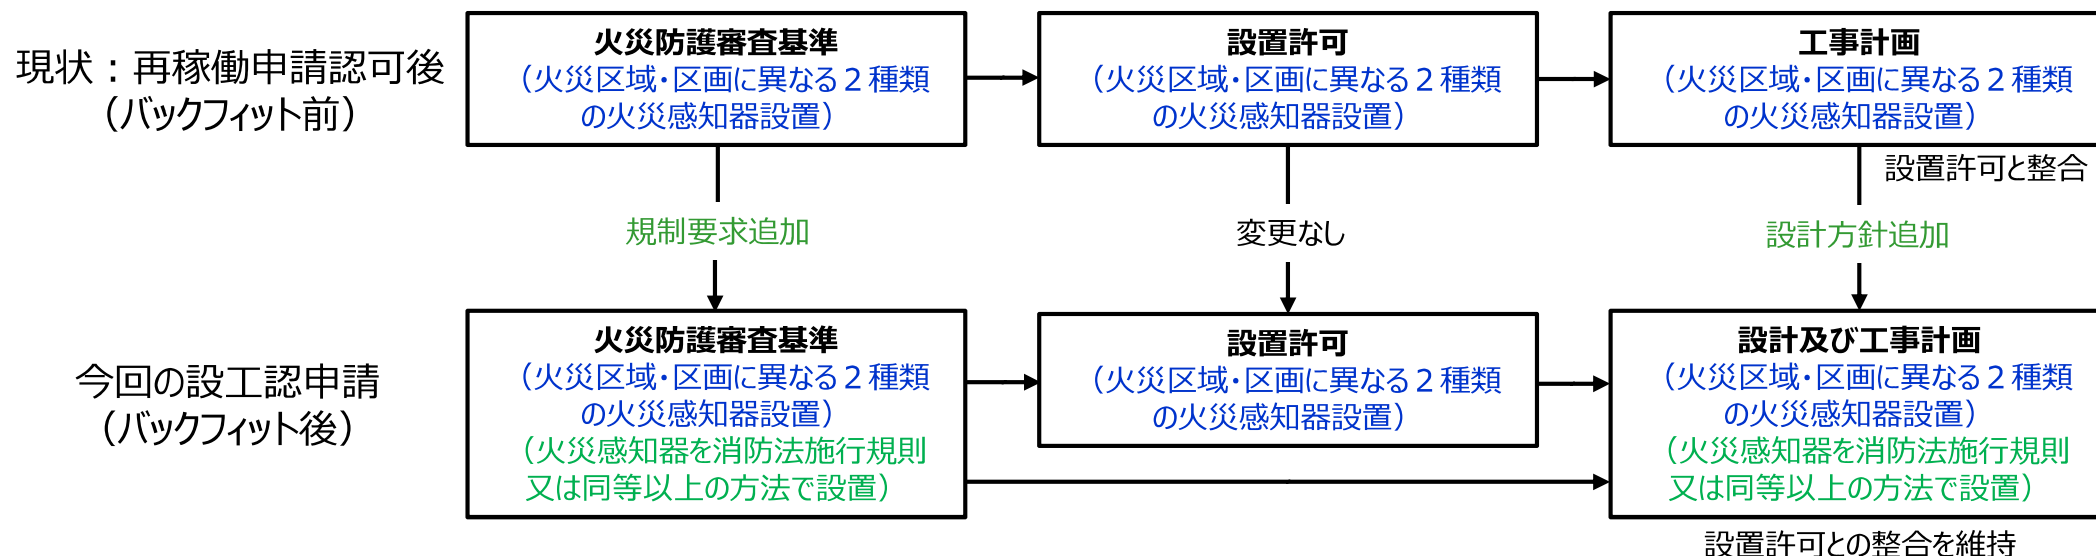 現状：再稼働申請認可後
（バックフィット前）
火災防護審査基準
（火災区域・区画に異なる２種類
の火災感知器設置）
設置許可
（火災区域・区画に異なる２種類
の火災感知器設置）
工事計画
（火災区域・区画に異なる２種類
の火災感知器設置）
設置許可と整合
規制要求追加
変更なし
設計方針追加
今回の設工認申請
（バックフィット後）
火災防護審査基準
（火災区域・区画に異なる２種類
の火災感知器設置）
（火災感知器を消防法施行規則
又は同等以上の方法で設置）
設置許可
（火災区域・区画に異なる２種類
の火災感知器設置）
設計及び工事計画
（火災区域・区画に異なる２種類
の火災感知器設置）
（火災感知器を消防法施行規則
又は同等以上の方法で設置）
設置許可との整合を維持